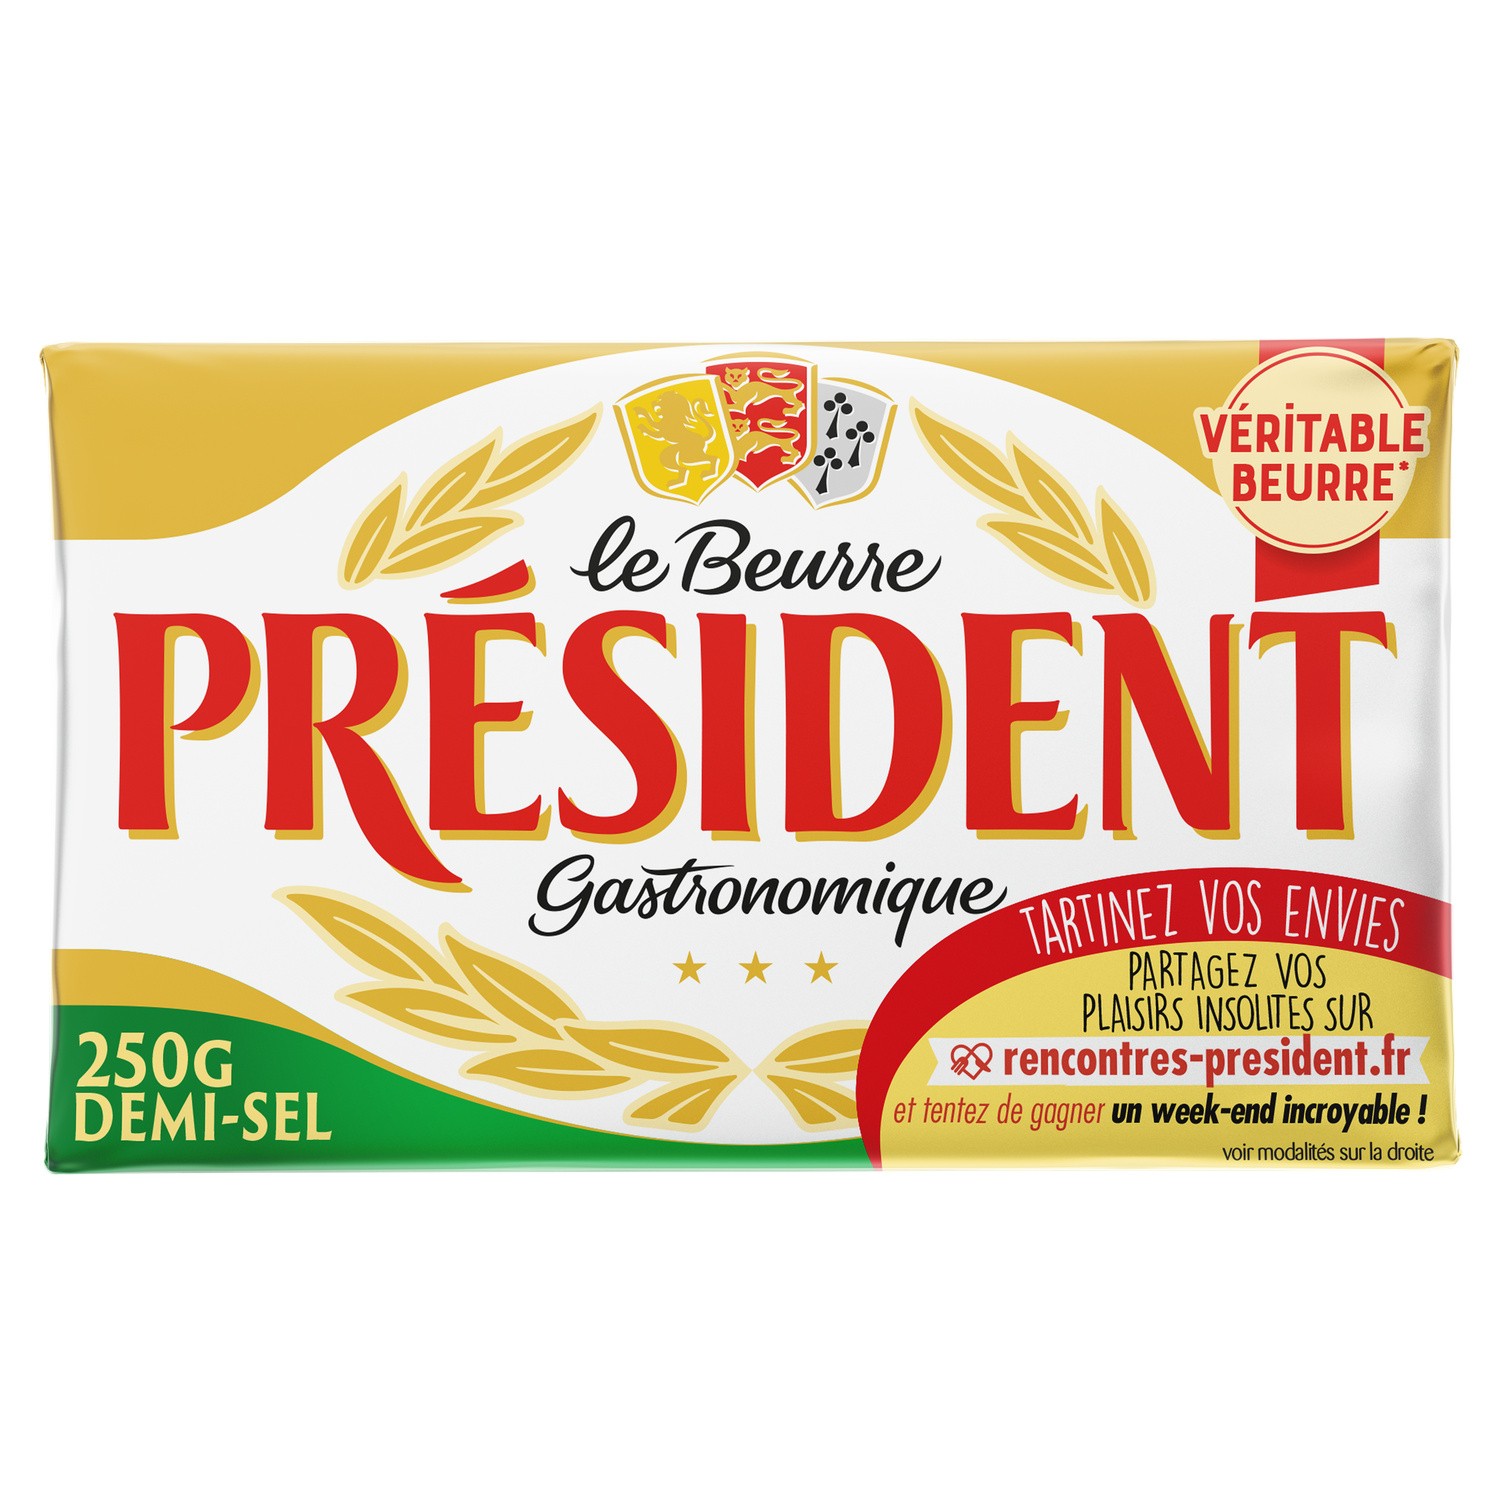 VÉRITABLE
BEURRE*
le Beurre
PRÉSIDENT
Gastronomique
250G
DEMI-SEL
TARTINEZ VOS ENVIES
PARTAGEZ VOS
PLAISIRS INSOLITES SUR
rencontres-president.fr
et tentez de gagner un week-end incroyable !
voir modalités sur la droite